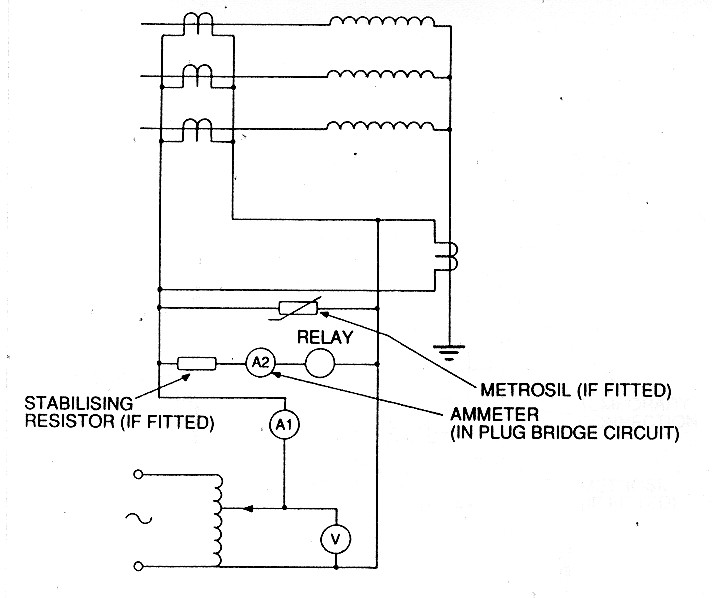 RELAY
A2
METROSIL (IF FITTED)
STABILISING
RESISTOR (IF FITTED)
AMMETER
(IN PLUG BRIDGE CIRCUIT)
A1
V